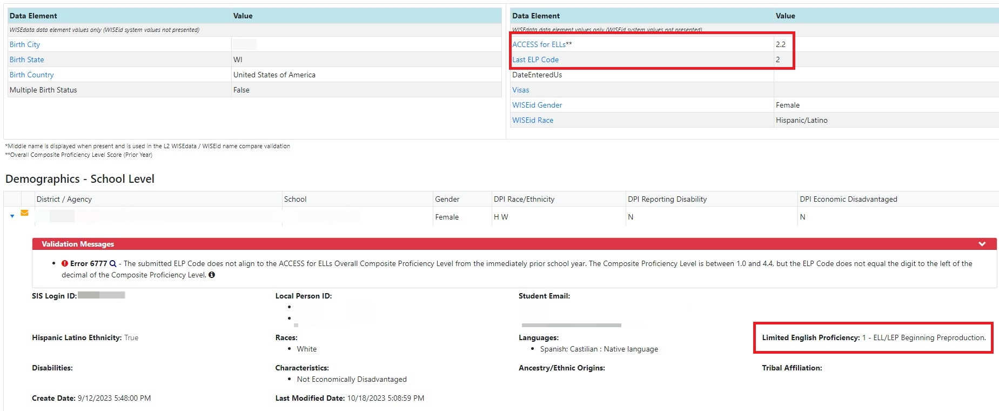 Data Element Value
WISEdata data element values only (WISEid system values not presented)
Birth City
Birth State WI
Birth Country United States of America
Multiple Birth Status False
Data Element Value
WISEdata data element values only (WISEid system values not presented)
ACCESS for ELLs** 2.2
Last ELP Code 2
DateEnteredUs
Visas
WISEid Gender Female
WISEid Race Hispanic/Latino
*Middle name is displayed when present and is used in the L2 WISEdata / WISEid name compare validation
**Overall Composite Proficiency Level Score (Prior Year)
Demographics - School Level
District / Agency School Gender DPI Race/Ethnicity DPI Reporting Disability DPI Economic Disadvantaged
Female H W N N
Validation Messages
• Error 6777 - The submitted ELP Code does not align to the ACCESS for ELLs Overall Composite Proficiency Level from the immediately prior school year. The Composite Proficiency Level is between 1.0 and 4.4, but the ELP Code does not equal the digit to the left of the
decimal of the Composite Proficiency Level.
SIS Login ID: Local Person ID: Student Email:
Hispanic Latino Ethnicity: True Races: Languages: Limited English Proficiency: 1 - ELL/LEP Beginning Preproduction.
• White • Spanish; Castilian : Native language
Disabilities: Characteristics: Ancestry/Ethnic Origins: Tribal Affiliation:
• Not Economically Disadvantaged
Create Date: 9/12/2023 5:48:00 PM Last Modified Date: 10/18/2023 5:08:59 PM